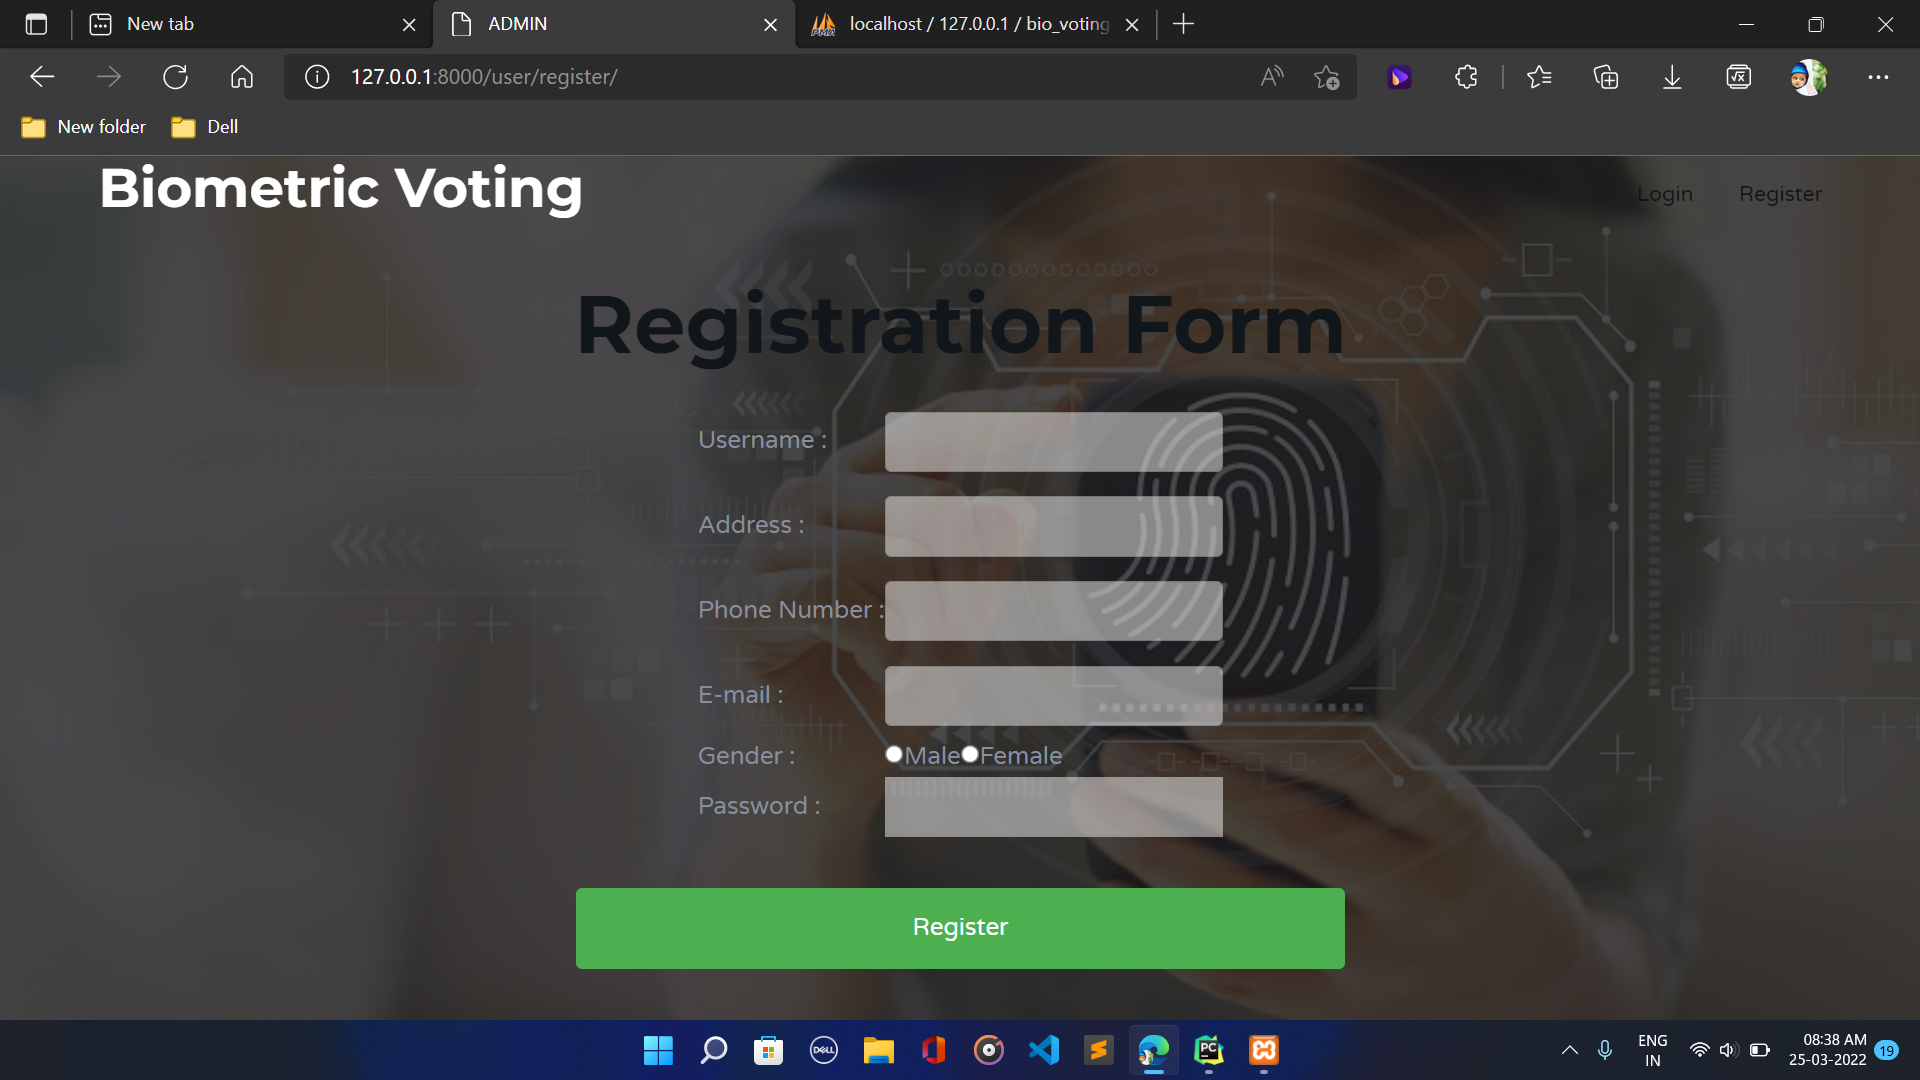 New tab
ADMIN
localhost / 127.0.0.1 / bio_voting
127.0.0.1:8000/user/register/
New folder
Dell
Biometric Voting
Login
Register
Registration Form
Username :
Address :
Phone Number :
E-mail :
Gender :
Male
Female
Password :
Register
ENG
IN
08:38 AM
25-03-2022
19